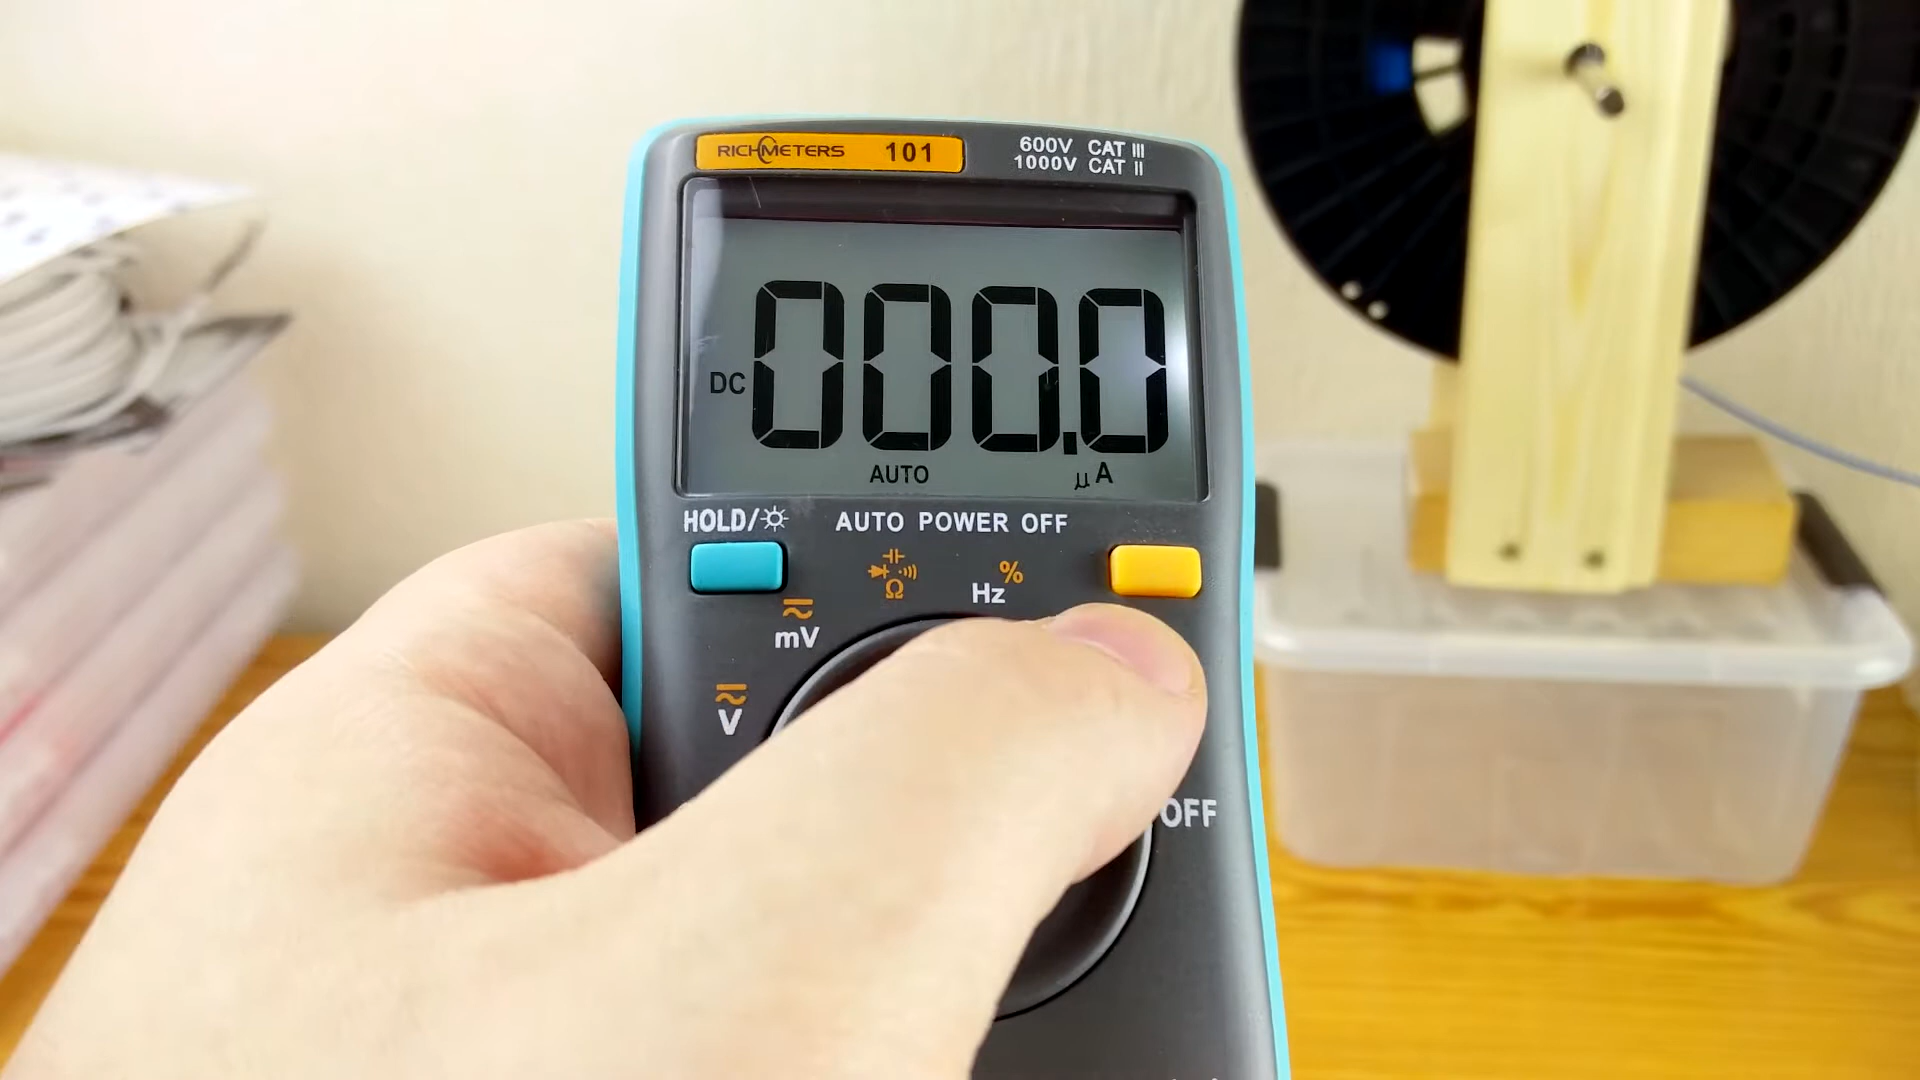 RICHMETERS 101
600V CAT III
1000V CAT II
DC 000.0
AUTO μA
HOLD/ AUTO POWER OFF
Ω
Hz %
mV
V
OFF